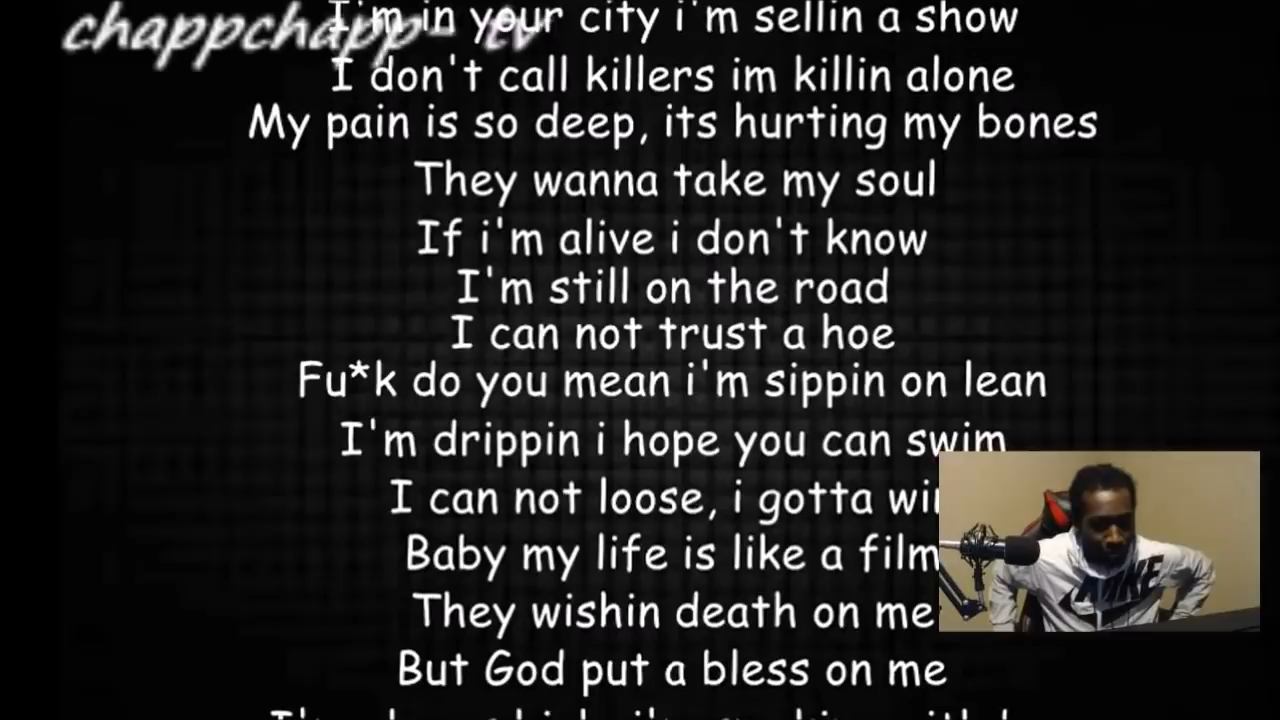 chappchapp- tv
I'm in your city i'm sellin a show
I don't call killers im killin alone
My pain is so deep, its hurting my bones
They wanna take my soul
If i'm alive i don't know
I'm still on the road
I can not trust a hoe
Fu*k do you mean i'm sippin on lean
I'm drippin i hope you can swim
I can not loose, i gotta
Baby my life is like a film
They wishin death on me
But God put a bless on me
NIKE